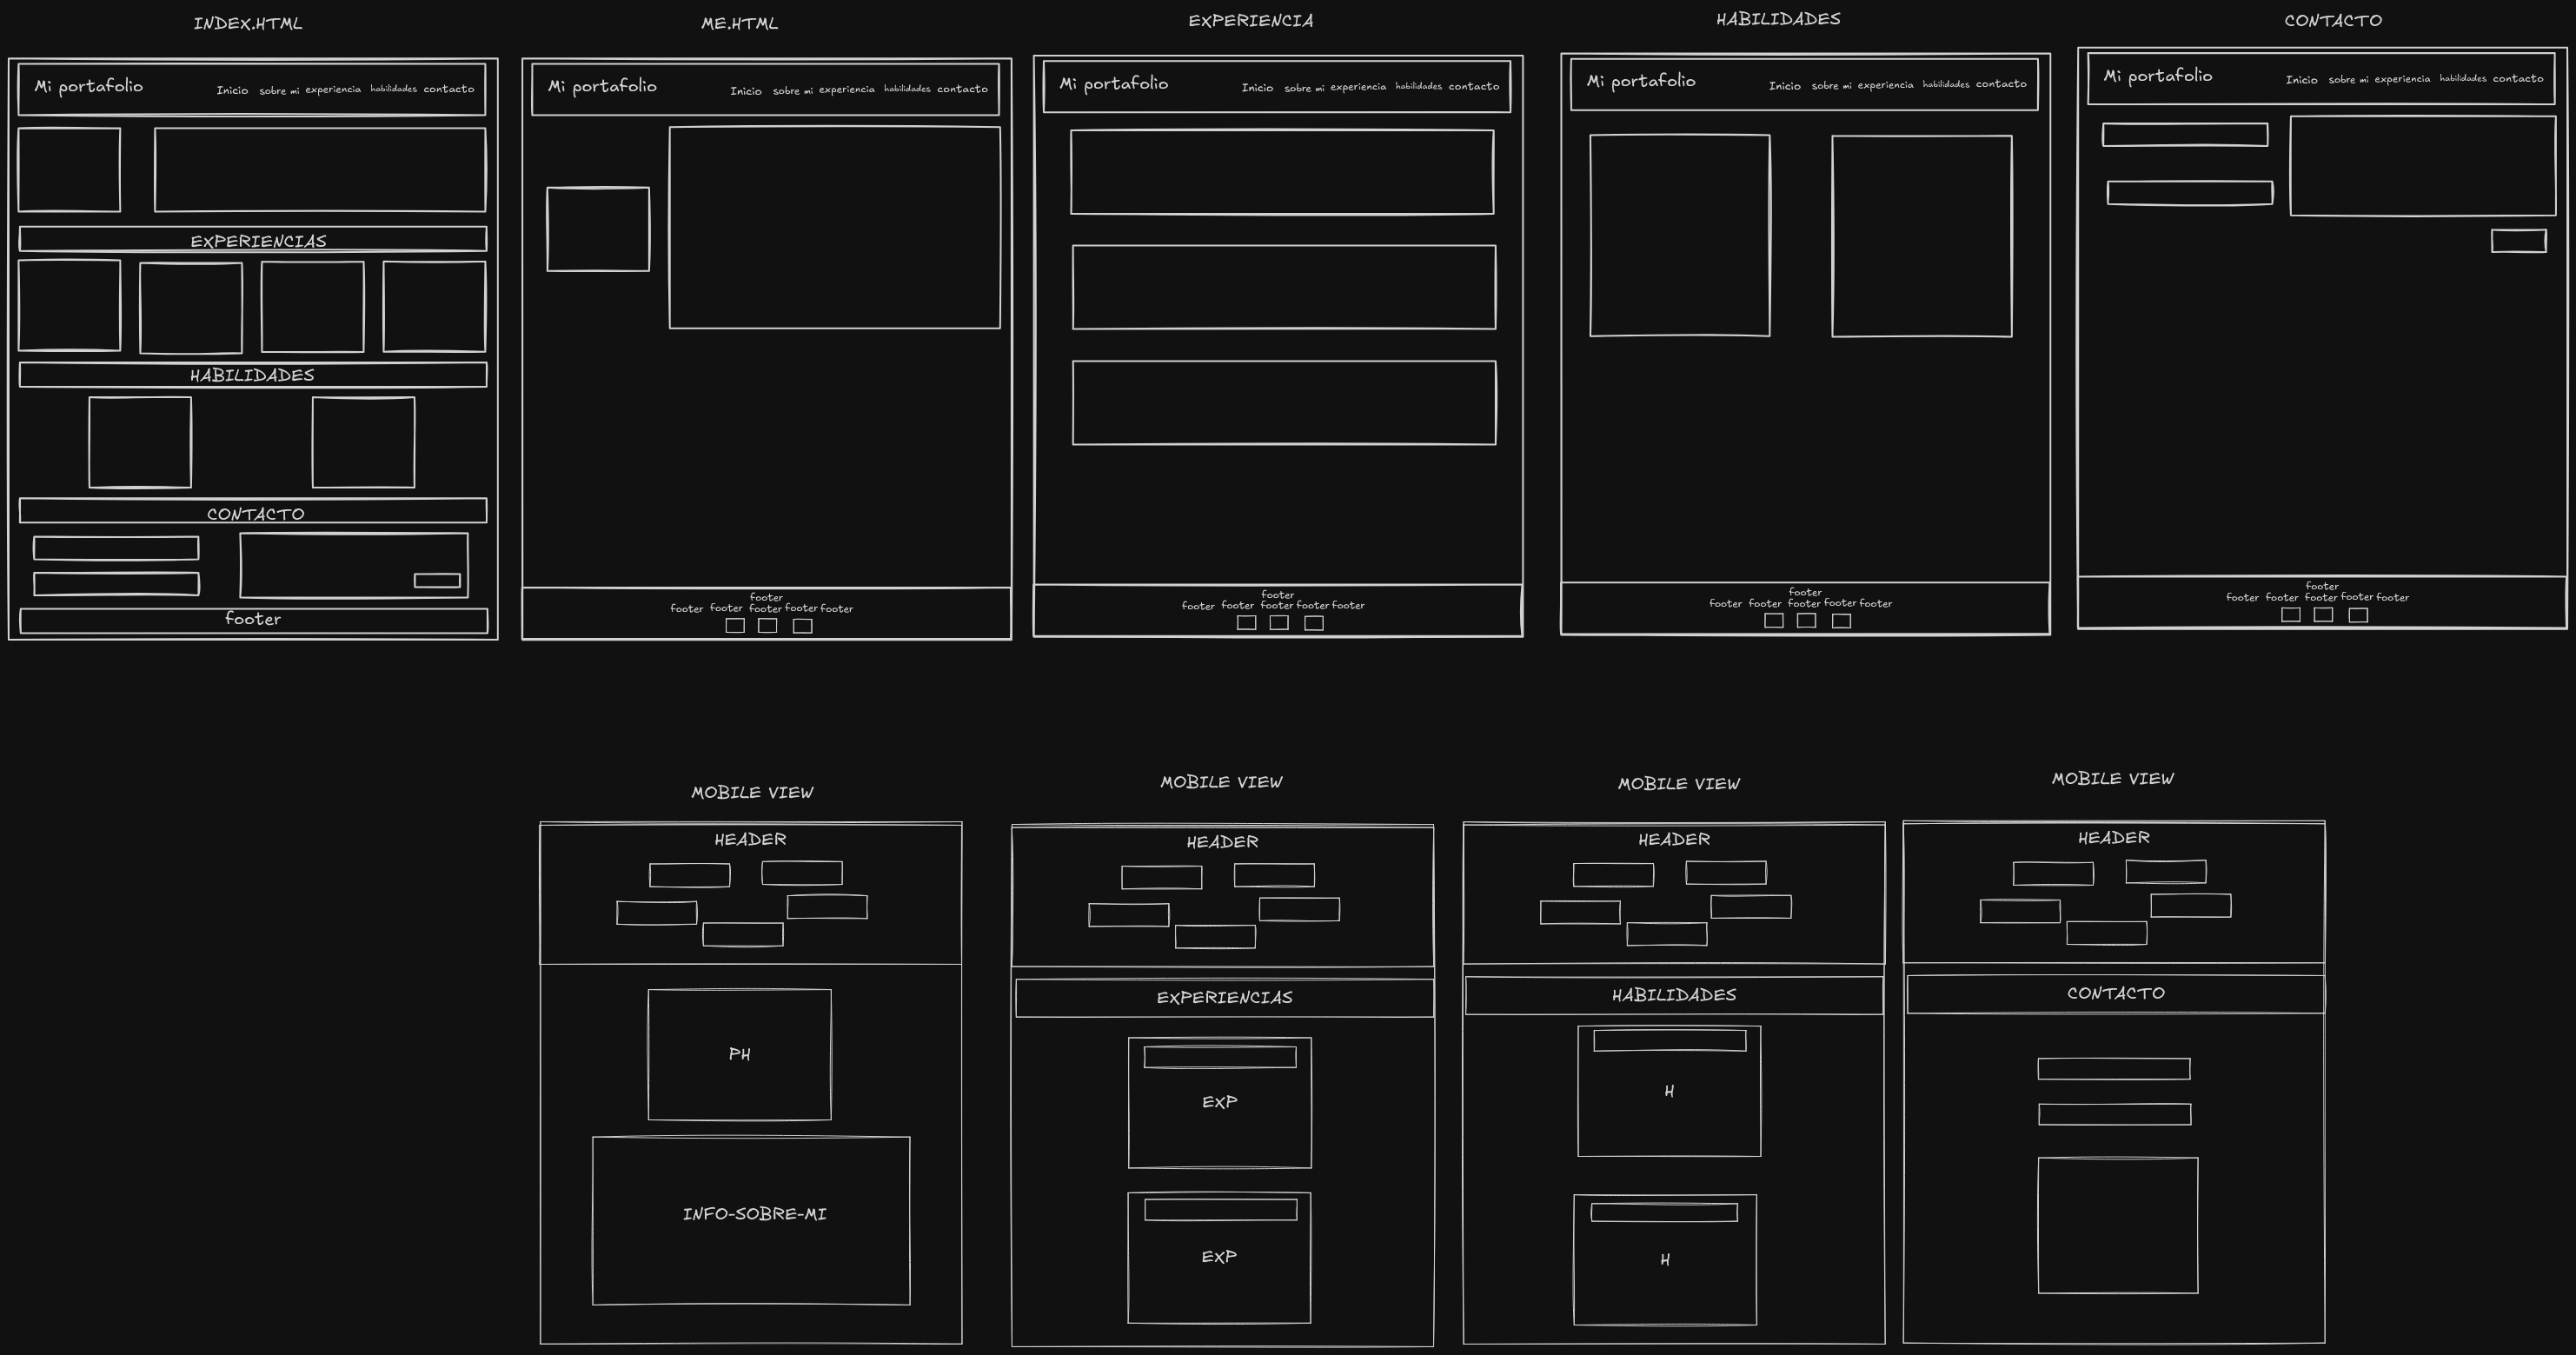 INDEX.HTML
ME.HTML
EXPERIENCIA
HABILIDADES
CONTACTO
Mi portafolio Inicio sobre mi experiencia habilidades contacto
EXPERIENCIAS
HABILIDADES
CONTACTO
footer
Mi portafolio Inicio sobre mi experiencia habilidades contacto
footer
footer footer footer footer footer
Mi portafolio Inicio sobre mi experiencia habilidades contacto
footer
footer footer footer footer footer
Mi portafolio Inicio sobre mi experiencia habilidades contacto
footer
footer footer footer footer footer
Mi portafolio Inicio sobre mi experiencia habilidades contacto
footer
footer footer footer footer footer
MOBILE VIEW
HEADER
PH
INFO-SOBRE-MI
MOBILE VIEW
HEADER
EXPERIENCIAS
EXP
EXP
MOBILE VIEW
HEADER
HABILIDADES
H
H
MOBILE VIEW
HEADER
CONTACTO